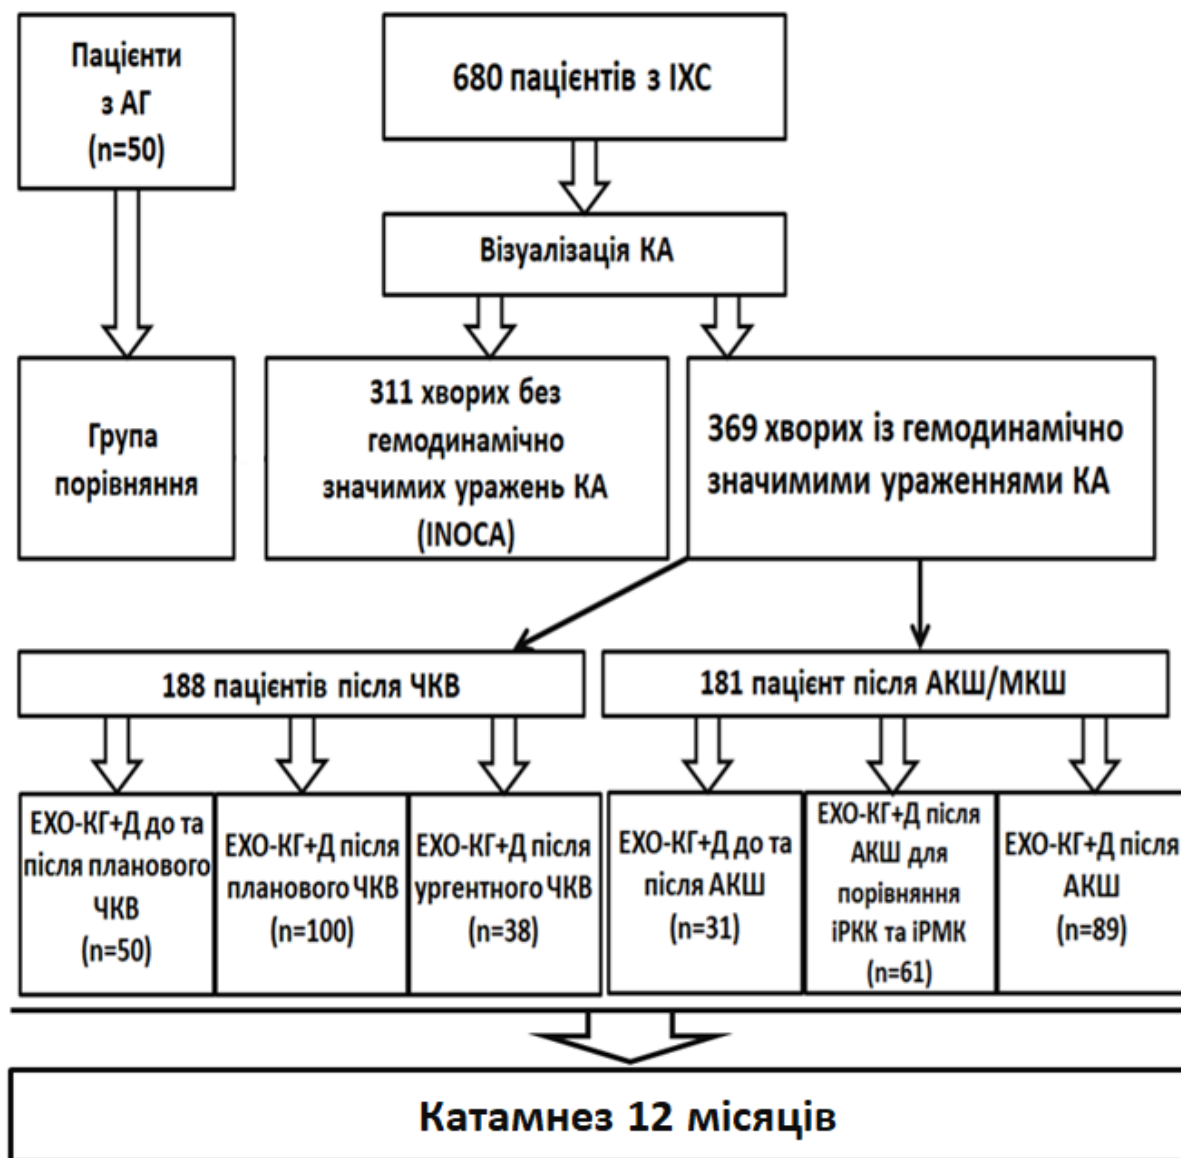 Пацієнти
з АГ
(n=50)
680 пацієнтів з ІХС
Візуалізація КА
Група
порівняння
311 хворих без
гемодинамічно
значимих уражень КА
(INOCA)
369 хворих із гемодинамічно
значимими ураженнями КА
188 пацієнтів після ЧКВ
181 пацієнт після АКШ/МКШ
ЕХО-КГ+Д до та
після планового
ЧКВ
(n=50)
ЕХО-КГ+Д після
планового ЧКВ
(n=100)
ЕХО-КГ+Д після
ургентного ЧКВ
(n=38)
ЕХО-КГ+Д до та
після АКШ
(n=31)
ЕХО-КГ+Д після
АКШ для
порівняння
іРКК та іРМК
(n=61)
ЕХО-КГ+Д після
АКШ
(n=89)
Катамнез 12 місяців